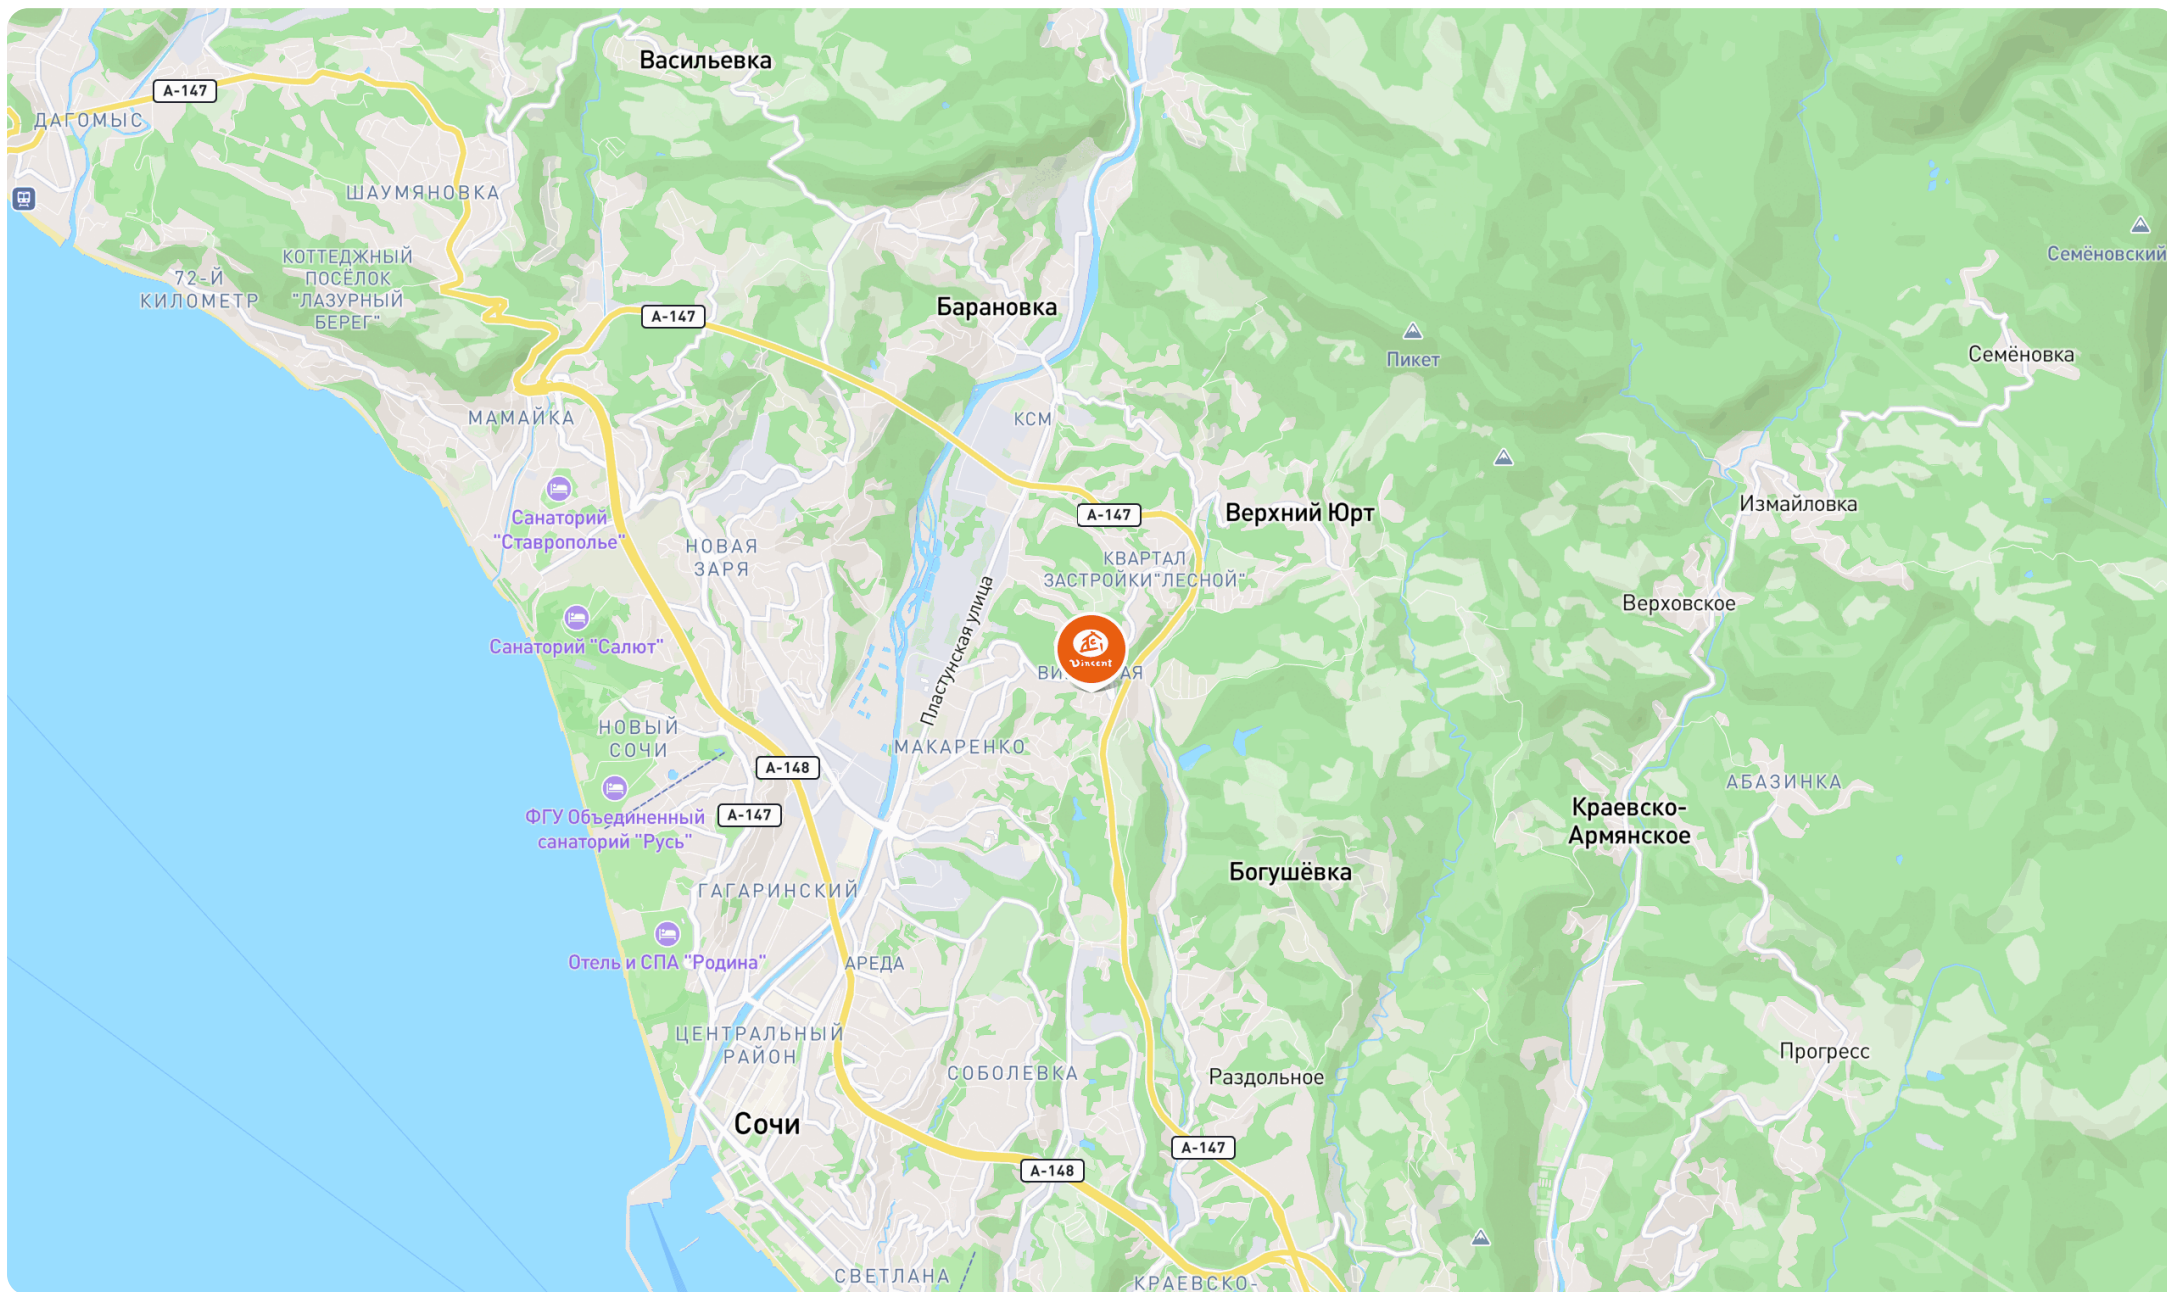 Васильевка
А-147
ДАГОМЫС
ШАУМЯНОВКА
КОТТЕДЖНЫЙ
ПОСЁЛОК
"ЛАЗУРНЫЙ
БЕРЕГ"
72-Й
КИЛОМЕТР
Семёновский
Барановка
А-147
Пикет
Семёновка
МАМАЙКА
КСМ
Измайловка
Санаторий
"Ставрополье"
А-147
Верхний Юрт
НОВАЯ
ЗАРЯ
КВАРТАЛ
ЗАСТРОЙКИ"ЛЕСНОЙ"
Верховское
Санаторий "Салют"
Пластунская улица
Vincent
НОВЫЙ
СОЧИ
МАКАРЕНКО
А-148
АБАЗИНКА
А-147
ФГУ Объединенный
санаторий "Русь"
Краевско-
Армянское
Богушёвка
ГАГАРИНСКИЙ
Отель и СПА "Родина"
АРЕДА
ЦЕНТРАЛЬНЫЙ
РАЙОН
Прогресс
СОБОЛЕВКА
Раздольное
Сочи
А-147
А-148
СВЕТЛАНА
КРАЕВСКО-